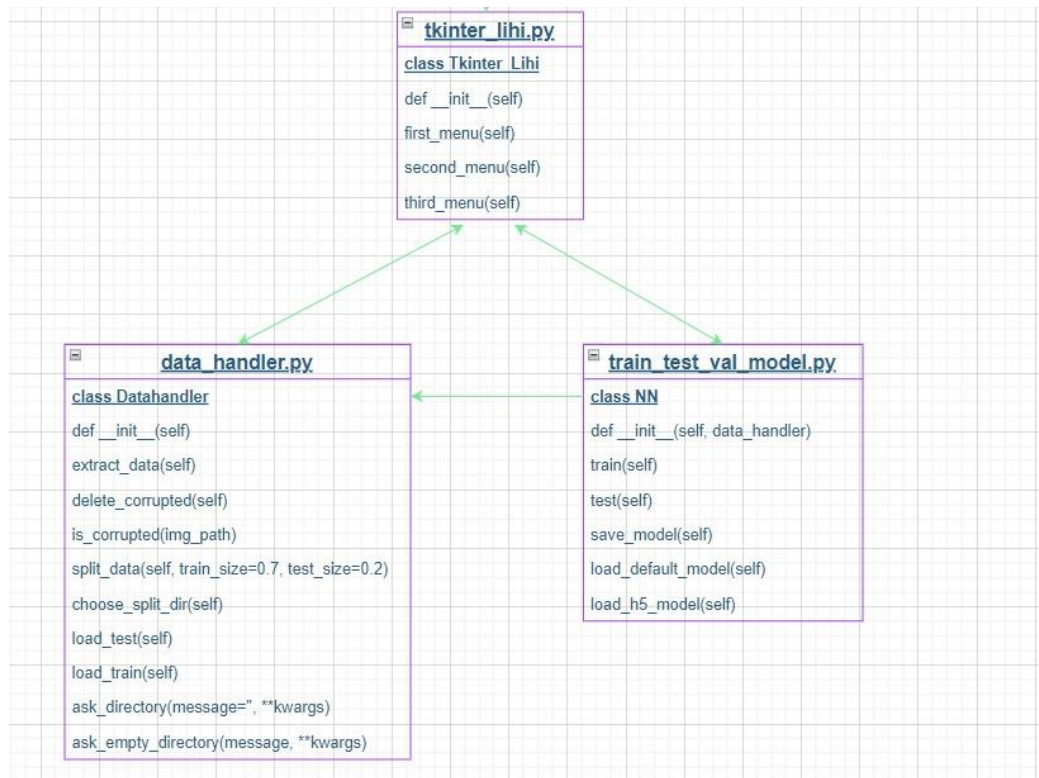 tkinter_lihi.py
class Tkinter_Lihi
def __init__(self)
first_menu(self)
second_menu(self)
third_menu(self)
data_handler.py
class Datahandler
def __init__(self)
extract_data(self)
delete_corrupted(self)
is_corrupted(img_path)
split_data(self, train_size=0.7, test_size=0.2)
choose_split_dir(self)
load_test(self)
load_train(self)
ask_directory(message='', **kwargs)
ask_empty_directory(message, **kwargs)
train_test_val_model.py
class NN
def __init__(self, data_handler)
train(self)
test(self)
save_model(self)
load_default_model(self)
load_h5_model(self)